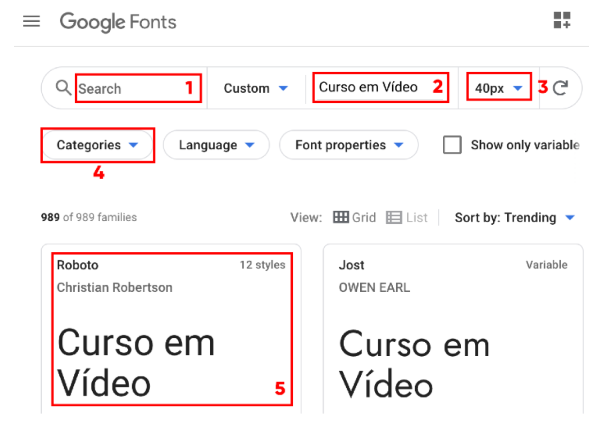 Google Fonts
Search 1 Custom Curso em Vídeo 2 40px 3
Categories Language Font properties Show only variable
4
989 of 989 families View: Grid List Sort by: Trending
Roboto 12 styles
Christian Robertson
Curso em
Vídeo 5
Jost Variable
OWEN EARL
Curso em
Vídeo